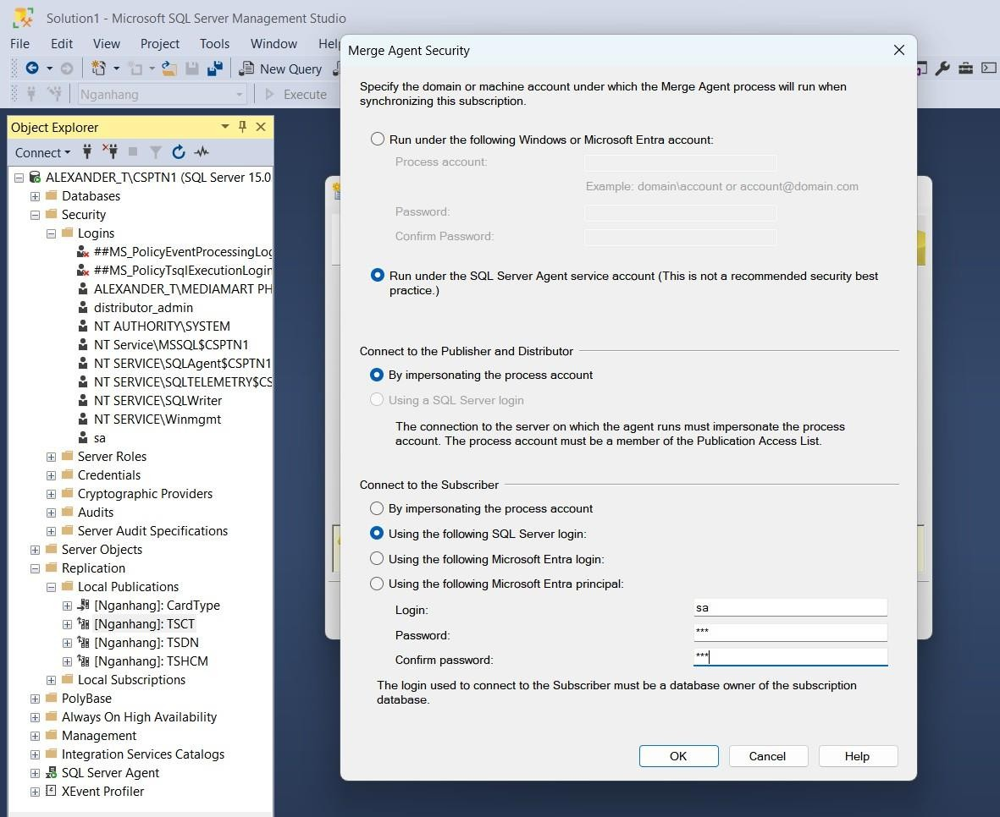 Solution1 - Microsoft SQL Server Management Studio
File Edit View Project Tools Window Help
New Query
Nganhang
Execute
Object Explorer
Connect
ALEXANDER_T\CSPTN1 (SQL Server 15.0
Databases
Security
Logins
##MS_PolicyEventProcessingLog
##MS_PolicyTsqlExecutionLogin
ALEXANDER_T\MEDIAMART PH
distributor_admin
NT AUTHORITY\SYSTEM
NT Service\MSSQL$CSPTN1
NT SERVICE\SQLAgent$CSPTN1
NT SERVICE\SQLTELEMETRY$CS
NT SERVICE\SQLWriter
NT SERVICE\Winmgmt
sa
Server Roles
Credentials
Cryptographic Providers
Audits
Server Audit Specifications
Server Objects
Replication
Local Publications
[Nganhang]: CardType
[Nganhang]: TSCT
[Nganhang]: TSDN
[Nganhang]: TSHCM
Local Subscriptions
PolyBase
Always On High Availability
Management
Integration Services Catalogs
SQL Server Agent
XEvent Profiler
Merge Agent Security
Specify the domain or machine account under which the Merge Agent process will run when
synchronizing this subscription.
Run under the following Windows or Microsoft Entra account:
Process account:
Example: domain\account or account@domain.com
Password:
Confirm Password:
Run under the SQL Server Agent service account (This is not a recommended security best
practice.)
Connect to the Publisher and Distributor
By impersonating the process account
Using a SQL Server login
The connection to the server on which the agent runs must impersonate the process
account. The process account must be a member of the Publication Access List.
Connect to the Subscriber
By impersonating the process account
Using the following SQL Server login:
Using the following Microsoft Entra login:
Using the following Microsoft Entra principal:
Login: sa
Password: ***
Confirm password: ***
The login used to connect to the Subscriber must be a database owner of the subscription
database.
OK Cancel Help